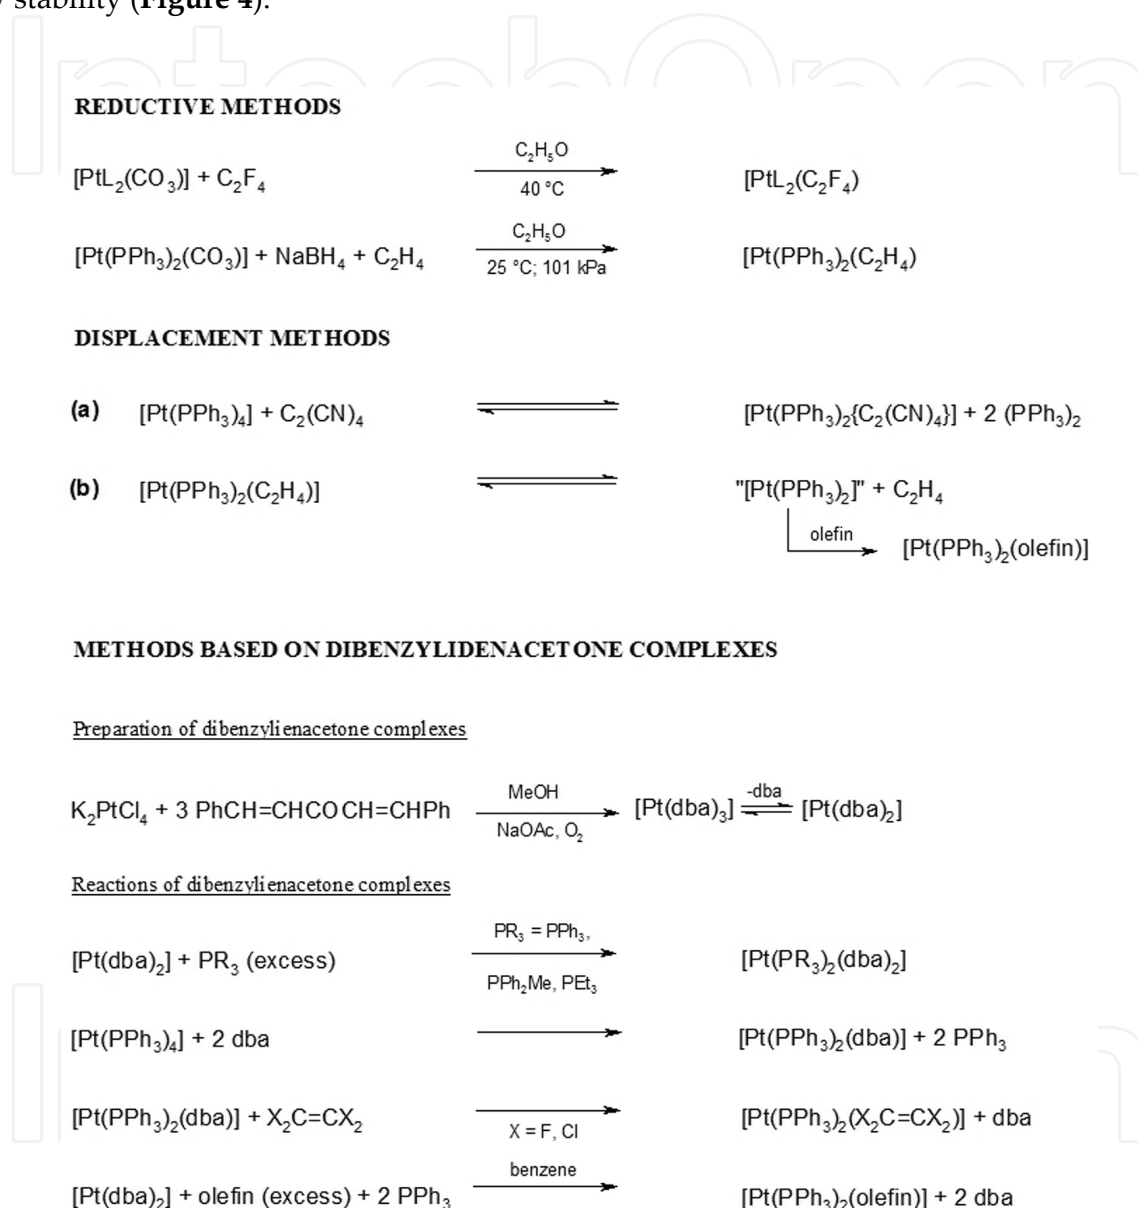 stability (Figure 4).
REDUCTIVE METHODS
C₂H₅O
[PtL₂(CO₃)] + C₂F₄ [PtL₂(C₂F₄)
40 °C
C₂H₅O
[Pt(PPh₃)₂(CO₃)] + NaBH₄ + C₂H₄ [Pt(PPh₃)₂(C₂H₄)
25 °C; 101 kPa
DISPLACEMENT METHODS
(a) [Pt(PPh₃)₄] + C₂(CN)₄ [Pt(PPh₃)₂{C₂(CN)₄}] + 2 (PPh₃)₂
(b) [Pt(PPh₃)₂(C₂H₄)] "[Pt(PPh₃)₂]" + C₂H₄
olefin
[Pt(PPh₃)₂(olefin)]
METHODS BASED ON DIBENZYLIDENACETONE COMPLEXES
Preparation of dibenzylienacetone complexes
MeOH -dba
K₂PtCl₄ + 3 PhCH=CHCOCH=CHPh [Pt(dba)₃] [Pt(dba)₂]
NaOAc, O₂
Reactions of dibenzylienacetone complexes
PR₃ = PPh₃,
[Pt(dba)₂] + PR₃ (excess) [Pt(PR₃)₂(dba)₂]
PPh₂Me, PEt₃
[Pt(PPh₃)₄] + 2 dba [Pt(PPh₃)₂(dba)] + 2 PPh₃
[Pt(PPh₃)₂(dba)] + X₂C=CX₂ [Pt(PPh₃)₂(X₂C=CX₂)] + dba
X = F, Cl
benzene
[Pt(dba)₂] + olefin (excess) + 2 PPh₃ [Pt(PPh₃)₂(olefin)] + 2 dba